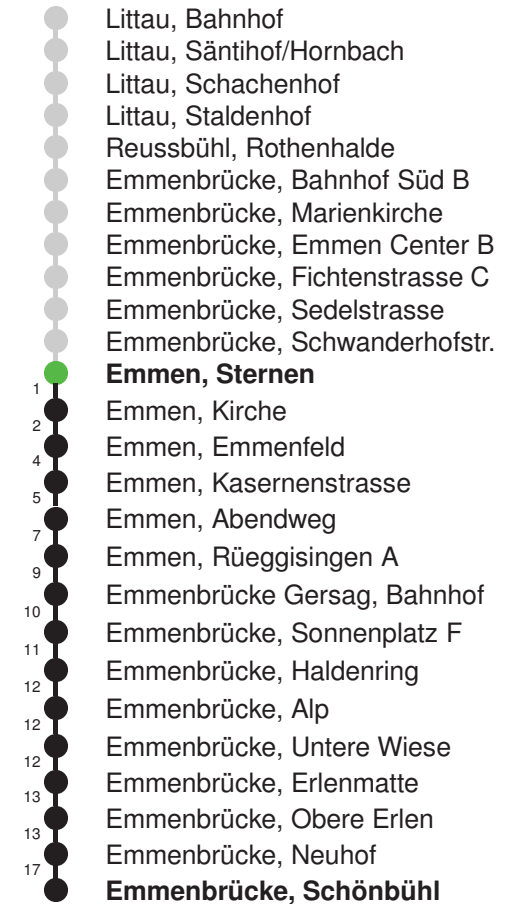 Littau, Bahnhof
Littau, Säntihof/Hornbach
Littau, Schachenhof
Littau, Staldenhof
Reussbühl, Rothenhalde
Emmenbrücke, Bahnhof Süd B
Emmenbrücke, Marienkirche
Emmenbrücke, Emmen Center B
Emmenbrücke, Fichtenstrasse C
Emmenbrücke, Sedelstrasse
Emmenbrücke, Schwanderhofstr.
Emmen, Sternen
1 Emmen, Kirche
2 Emmen, Emmenfeld
4 Emmen, Kasernenstrasse
5 Emmen, Abendweg
7 Emmen, Rüeggisingen A
9 Emmenbrücke Gersag, Bahnhof
10 Emmenbrücke, Sonnenplatz F
11 Emmenbrücke, Haldenring
12 Emmenbrücke, Alp
12 Emmenbrücke, Untere Wiese
12 Emmenbrücke, Erlenmatte
13 Emmenbrücke, Obere Erlen
13 Emmenbrücke, Neuhof
17 Emmenbrücke, Schönbühl